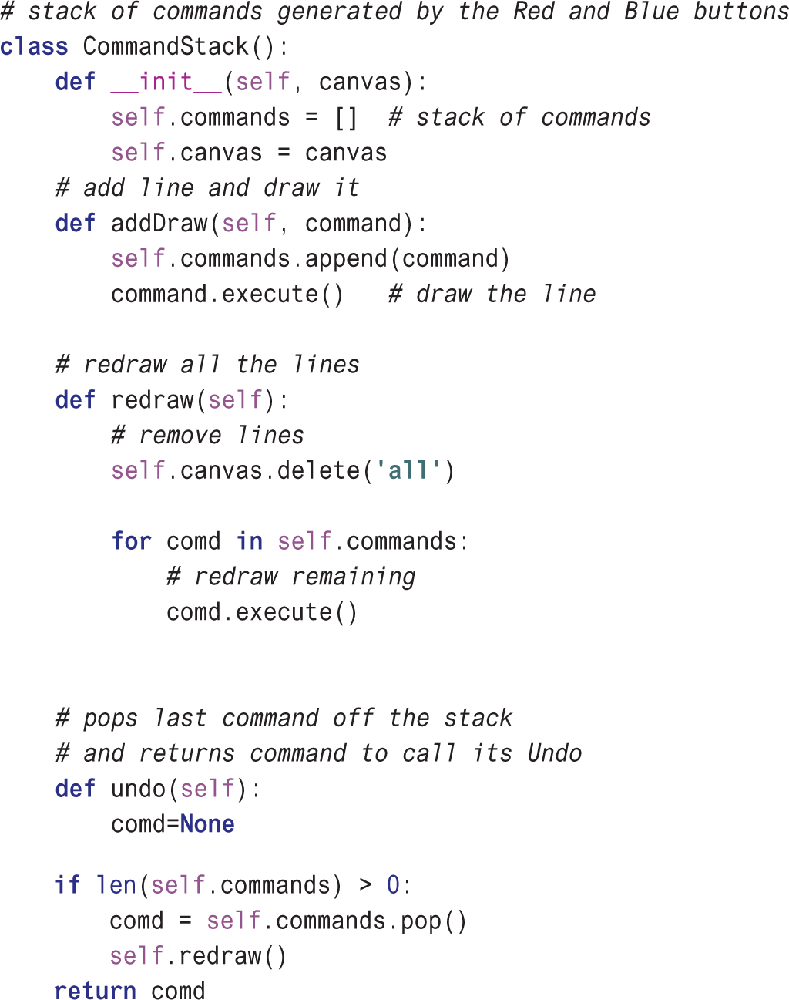 # stack of commands generated by the Red and Blue buttons
class CommandStack():
    def __init__(self, canvas):
        self.commands = []  # stack of commands
        self.canvas = canvas
    # add line and draw it
    def addDraw(self, command):
        self.commands.append(command)
        command.execute()   # draw the line

    # redraw all the lines
    def redraw(self):
        # remove lines
        self.canvas.delete('all')

        for comd in self.commands:
            # redraw remaining
            comd.execute()


    # pops last command off the stack
    # and returns command to call its Undo
    def undo(self):
        comd=None

    if len(self.commands) > 0:
        comd = self.commands.pop()
        self.redraw()
    return comd